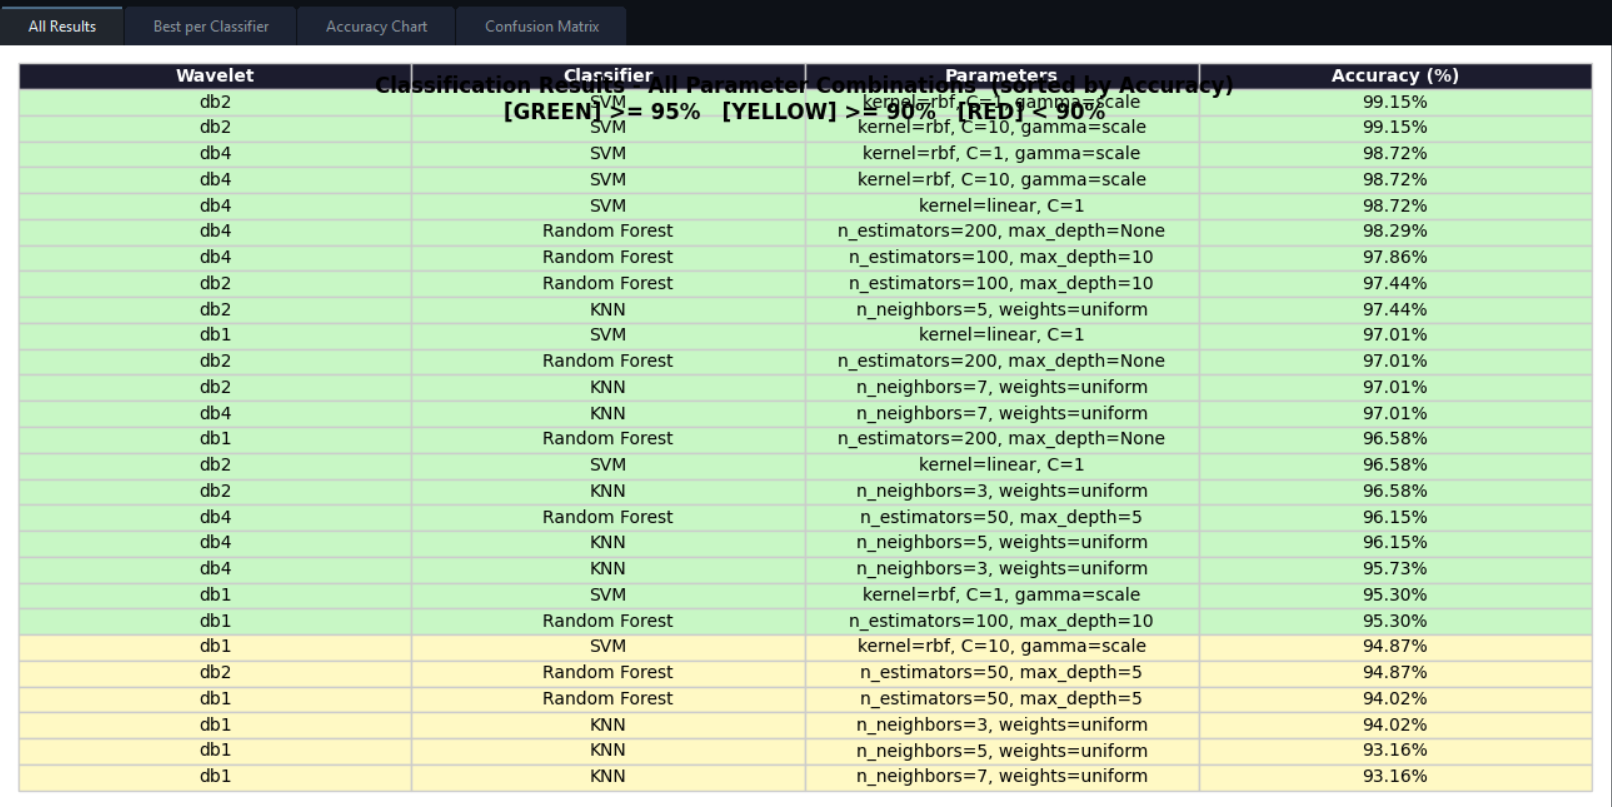 All Results Best per Classifier Accuracy Chart Confusion Matrix
Wavelet Classifier Parameters Accuracy (%)
Classification Results - All Parameter Combinations (sorted by Accuracy)
db2 SVM kernel=rbf, C=1, gamma=scale 99.15%
[GREEN] >= 95% [YELLOW] >= 90% [RED] < 90%
db2 SVM kernel=rbf, C=10, gamma=scale 99.15%
db4 SVM kernel=rbf, C=1, gamma=scale 98.72%
db4 SVM kernel=rbf, C=10, gamma=scale 98.72%
db4 SVM kernel=linear, C=1 98.72%
db4 Random Forest n_estimators=200, max_depth=None 98.29%
db4 Random Forest n_estimators=100, max_depth=10 97.86%
db2 Random Forest n_estimators=100, max_depth=10 97.44%
db2 KNN n_neighbors=5, weights=uniform 97.44%
db1 SVM kernel=linear, C=1 97.01%
db2 Random Forest n_estimators=200, max_depth=None 97.01%
db2 KNN n_neighbors=7, weights=uniform 97.01%
db4 KNN n_neighbors=7, weights=uniform 97.01%
db1 Random Forest n_estimators=200, max_depth=None 96.58%
db2 SVM kernel=linear, C=1 96.58%
db2 KNN n_neighbors=3, weights=uniform 96.58%
db4 Random Forest n_estimators=50, max_depth=5 96.15%
db4 KNN n_neighbors=5, weights=uniform 96.15%
db4 KNN n_neighbors=3, weights=uniform 95.73%
db1 SVM kernel=rbf, C=1, gamma=scale 95.30%
db1 Random Forest n_estimators=100, max_depth=10 95.30%
db1 SVM kernel=rbf, C=10, gamma=scale 94.87%
db2 Random Forest n_estimators=50, max_depth=5 94.87%
db1 Random Forest n_estimators=50, max_depth=5 94.02%
db1 KNN n_neighbors=3, weights=uniform 94.02%
db1 KNN n_neighbors=5, weights=uniform 93.16%
db1 KNN n_neighbors=7, weights=uniform 93.16%